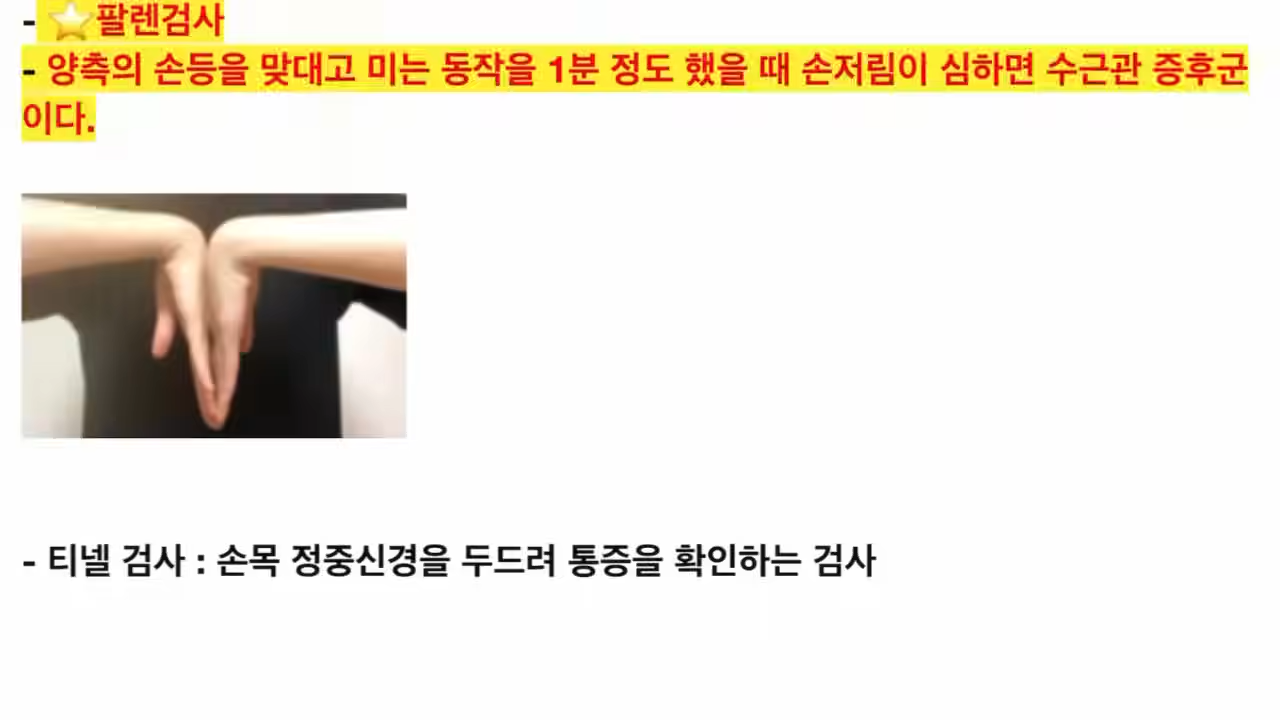 - ⭐팔렌검사
- 양측의 손등을 맞대고 미는 동작을 1분 정도 했을 때 손저림이 심하면 수근관 증후군
이다.
- 티넬 검사 : 손목 정중신경을 두드려 통증을 확인하는 검사